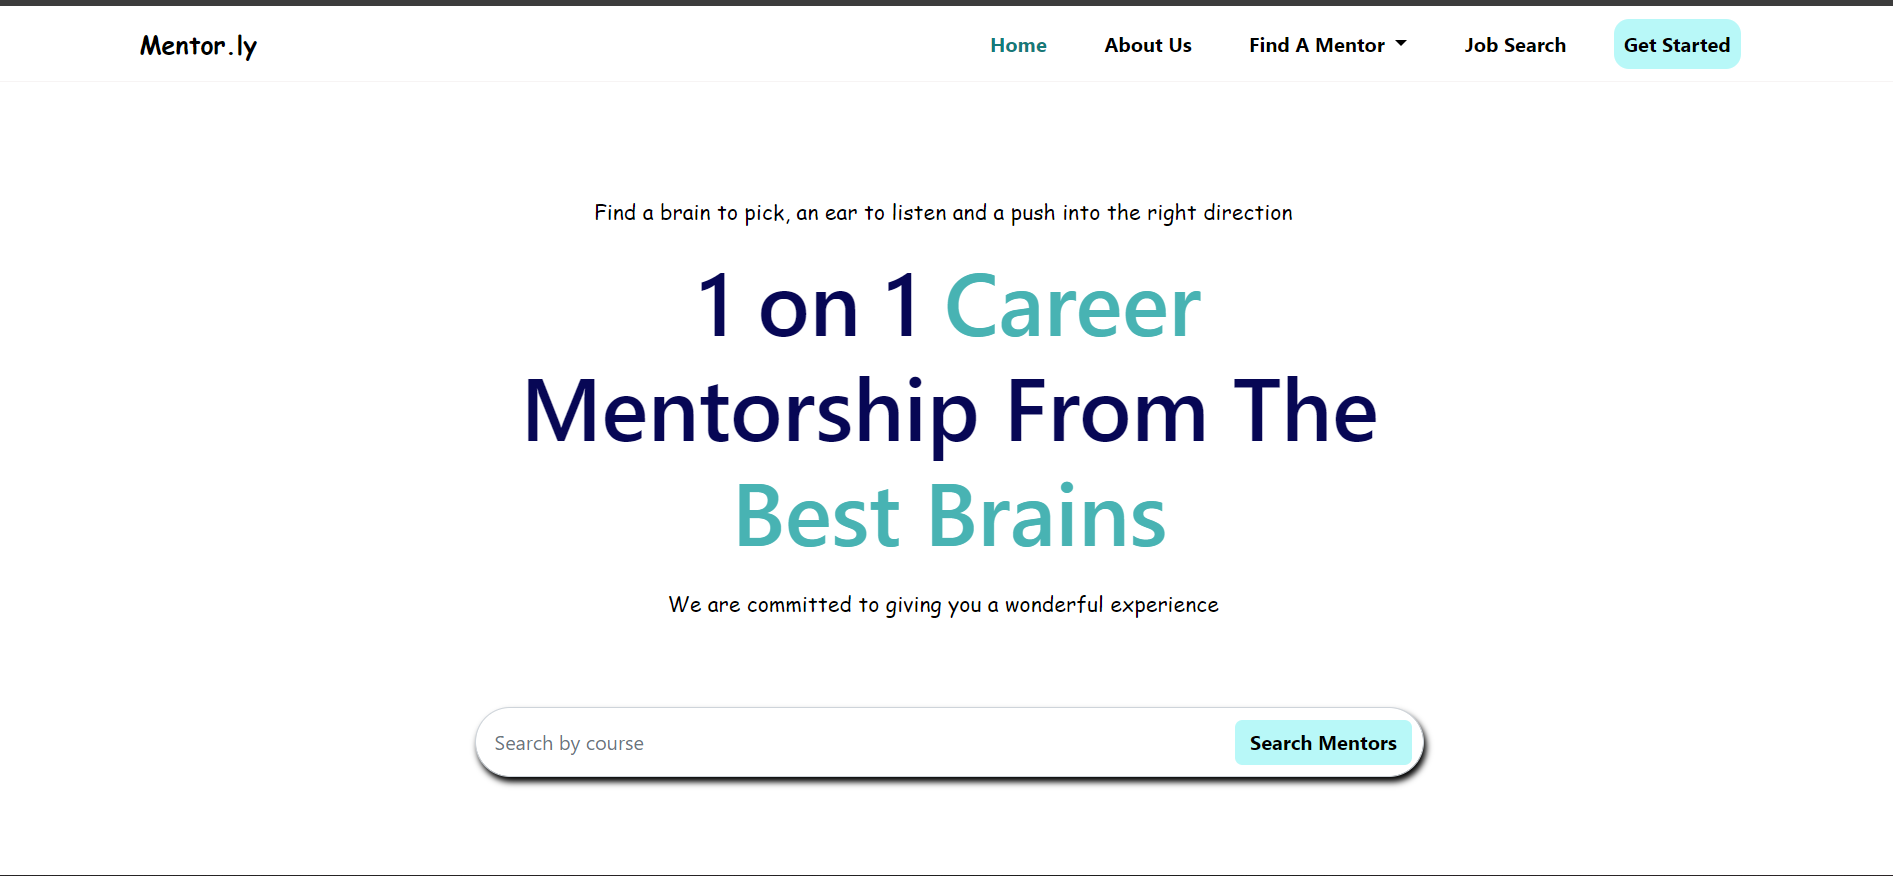 Mentor.ly
Home About Us Find A Mentor Job Search Get Started
Find a brain to pick, an ear to listen and a push into the right direction
1 on 1 Career
Mentorship From The
Best Brains
We are committed to giving you a wonderful experience
Search by course Search Mentors